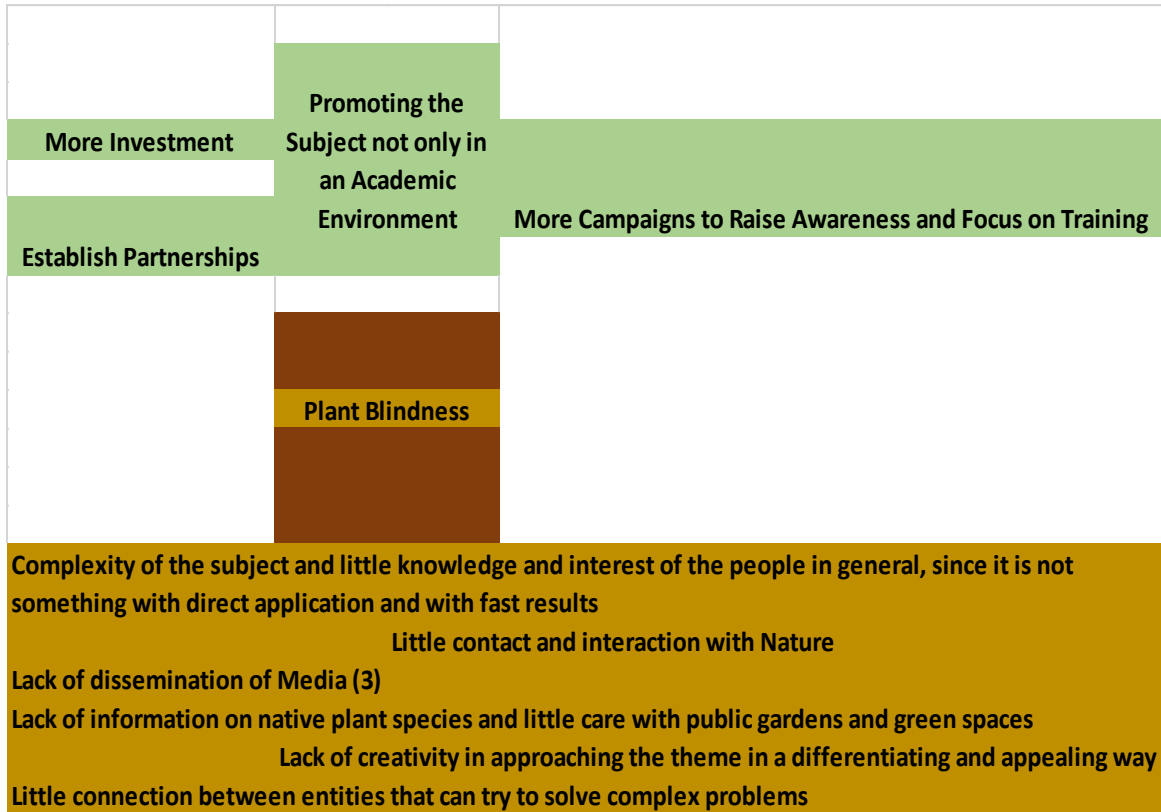 Promoting the
Subject not only in
an Academic
Environment
More Investment
Establish Partnerships
More Campaigns to Raise Awareness and Focus on Training
Plant Blindness
Complexity of the subject and little knowledge and interest of the people in general, since it is not
something with direct application and with fast results
Little contact and interaction with Nature
Lack of dissemination of Media (3)
Lack of information on native plant species and little care with public gardens and green spaces
Lack of creativity in approaching the theme in a differentiating and appealing way
Little connection between entities that can try to solve complex problems